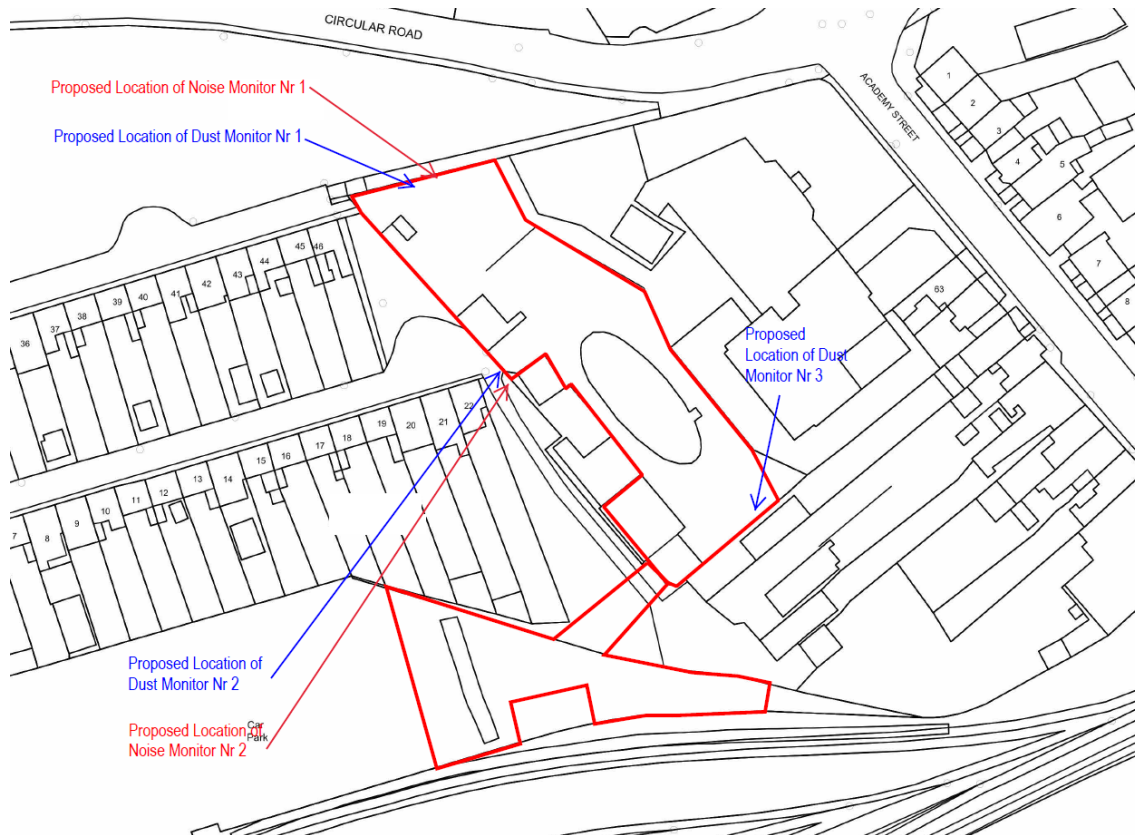 CIRCULAR ROAD
Proposed Location of Noise Monitor Nr 1
Proposed Location of Dust Monitor Nr 1
ACADEMY STREET
1
2
3
4
5
6
7
8
63
36
37
38
39
40
41
42
43
44
45
46
Proposed
Location of Dust
Monitor Nr 3
7
8
9
10
11
12
13
14
15
16
17
18
19
20
21
22
Proposed Location of
Dust Monitor Nr 2
Proposed Location of
Noise Monitor Nr 2
Car
Park